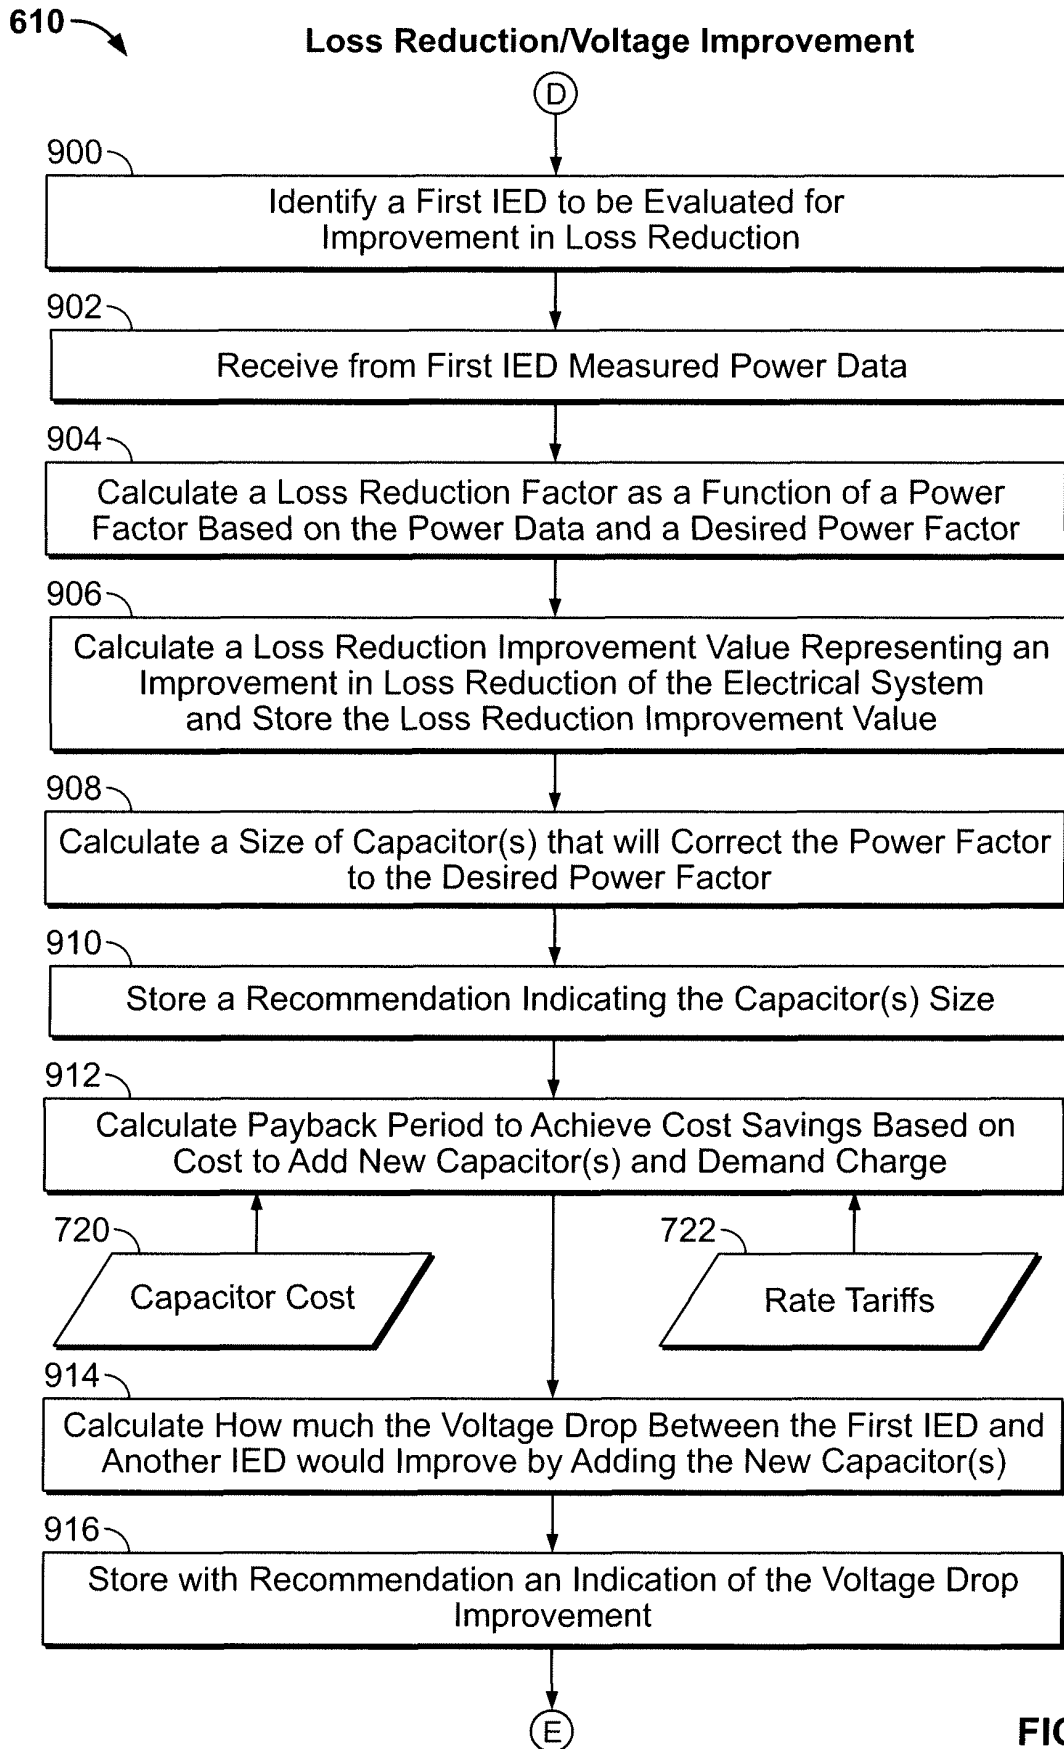 610
Loss Reduction/Voltage Improvement
D
900
Identify a First IED to be Evaluated for
Improvement in Loss Reduction
902
Receive from First IED Measured Power Data
904
Calculate a Loss Reduction Factor as a Function of a Power
Factor Based on the Power Data and a Desired Power Factor
906
Calculate a Loss Reduction Improvement Value Representing an
Improvement in Loss Reduction of the Electrical System
and Store the Loss Reduction Improvement Value
908
Calculate a Size of Capacitor(s) that will Correct the Power Factor
to the Desired Power Factor
910
Store a Recommendation Indicating the Capacitor(s) Size
912
Calculate Payback Period to Achieve Cost Savings Based on
Cost to Add New Capacitor(s) and Demand Charge
720
Capacitor Cost
722
Rate Tariffs
914
Calculate How much the Voltage Drop Between the First IED and
Another IED would Improve by Adding the New Capacitor(s)
916
Store with Recommendation an Indication of the Voltage Drop
Improvement
E